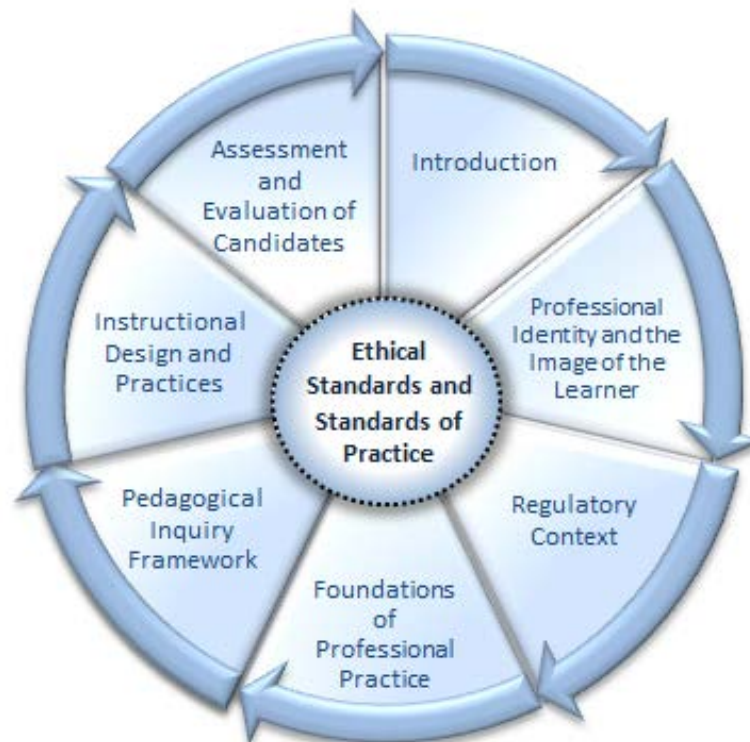 Introduction
Professional
Identity and the
Image of the
Learner
Regulatory
Context
Foundations
of
Professional
Practice
Pedagogical
Inquiry
Framework
Instructional
Design and
Practices
Assessment
and
Evaluation of
Candidates
Ethical
Standards and
Standards of
Practice